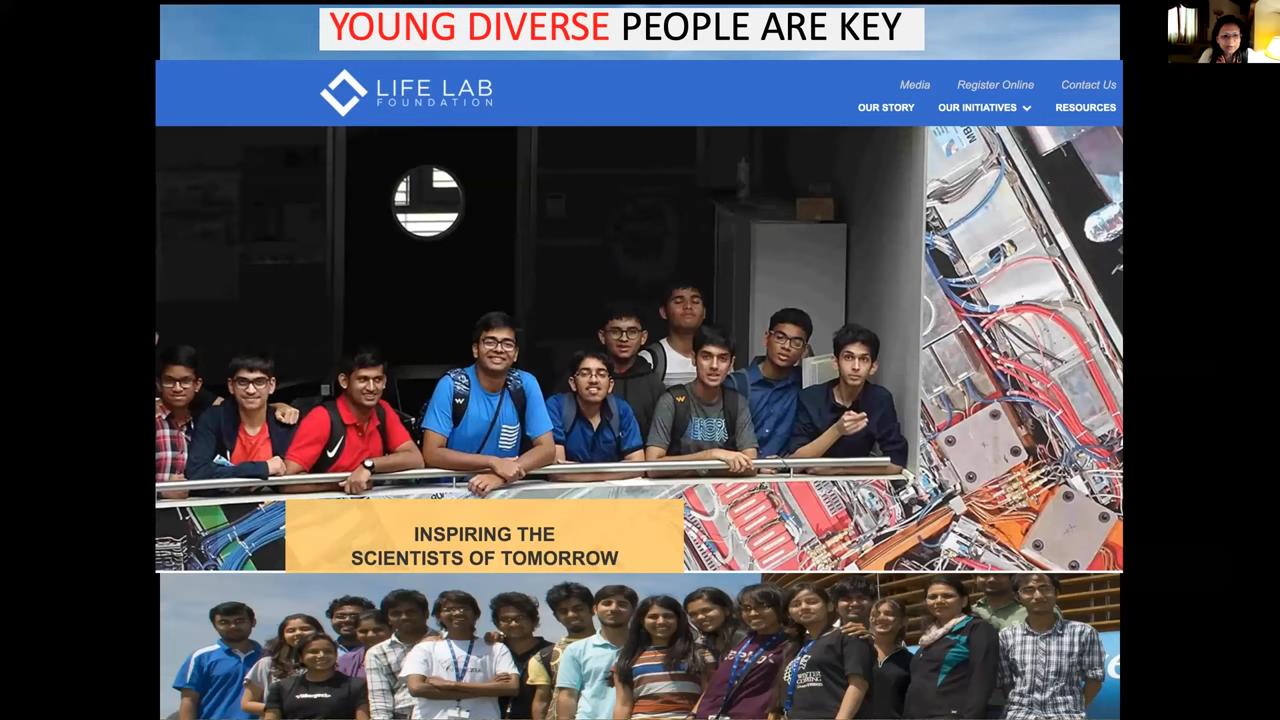 YOUNG DIVERSE PEOPLE ARE KEY
LIFE LAB
FOUNDATION
Media Register Online Contact Us
OUR STORY OUR INITIATIVES RESOURCES
INSPIRING THE
SCIENTISTS OF TOMORROW